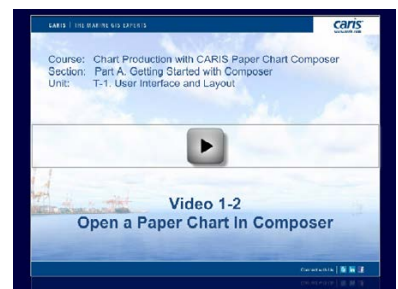 CARIS | THE MARINE GIS EXPERTS
caris
Course: Chart Production with CARIS Paper Chart Composer
Section: Part A. Getting Started with Composer
Unit: T-1. User Interface and Layout
Video 1-2
Open a Paper Chart In Composer